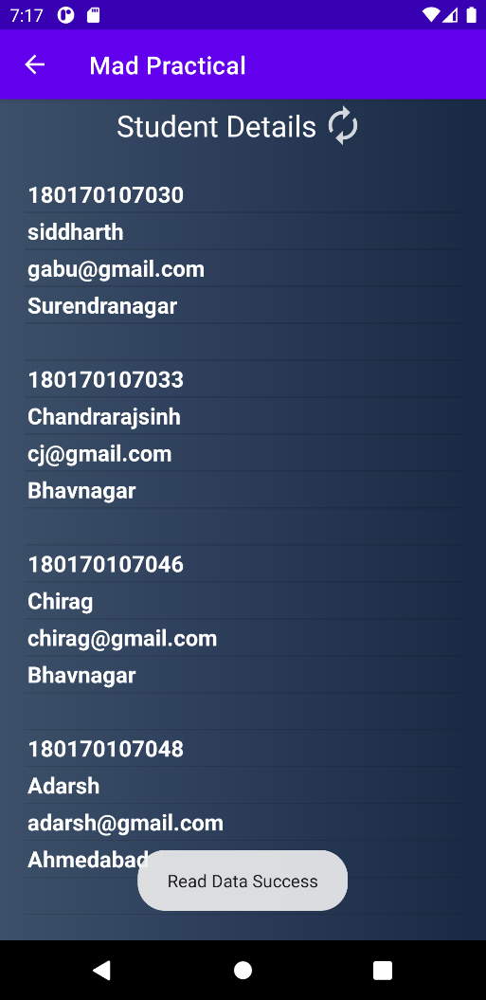 7:17
Mad Practical
Student Details
180170107030
siddharth
gabu@gmail.com
Surendranagar
180170107033
Chandrarajsinh
cj@gmail.com
Bhavnagar
180170107046
Chirag
chirag@gmail.com
Bhavnagar
180170107048
Adarsh
adarsh@gmail.com
Ahmedabad
Read Data Success